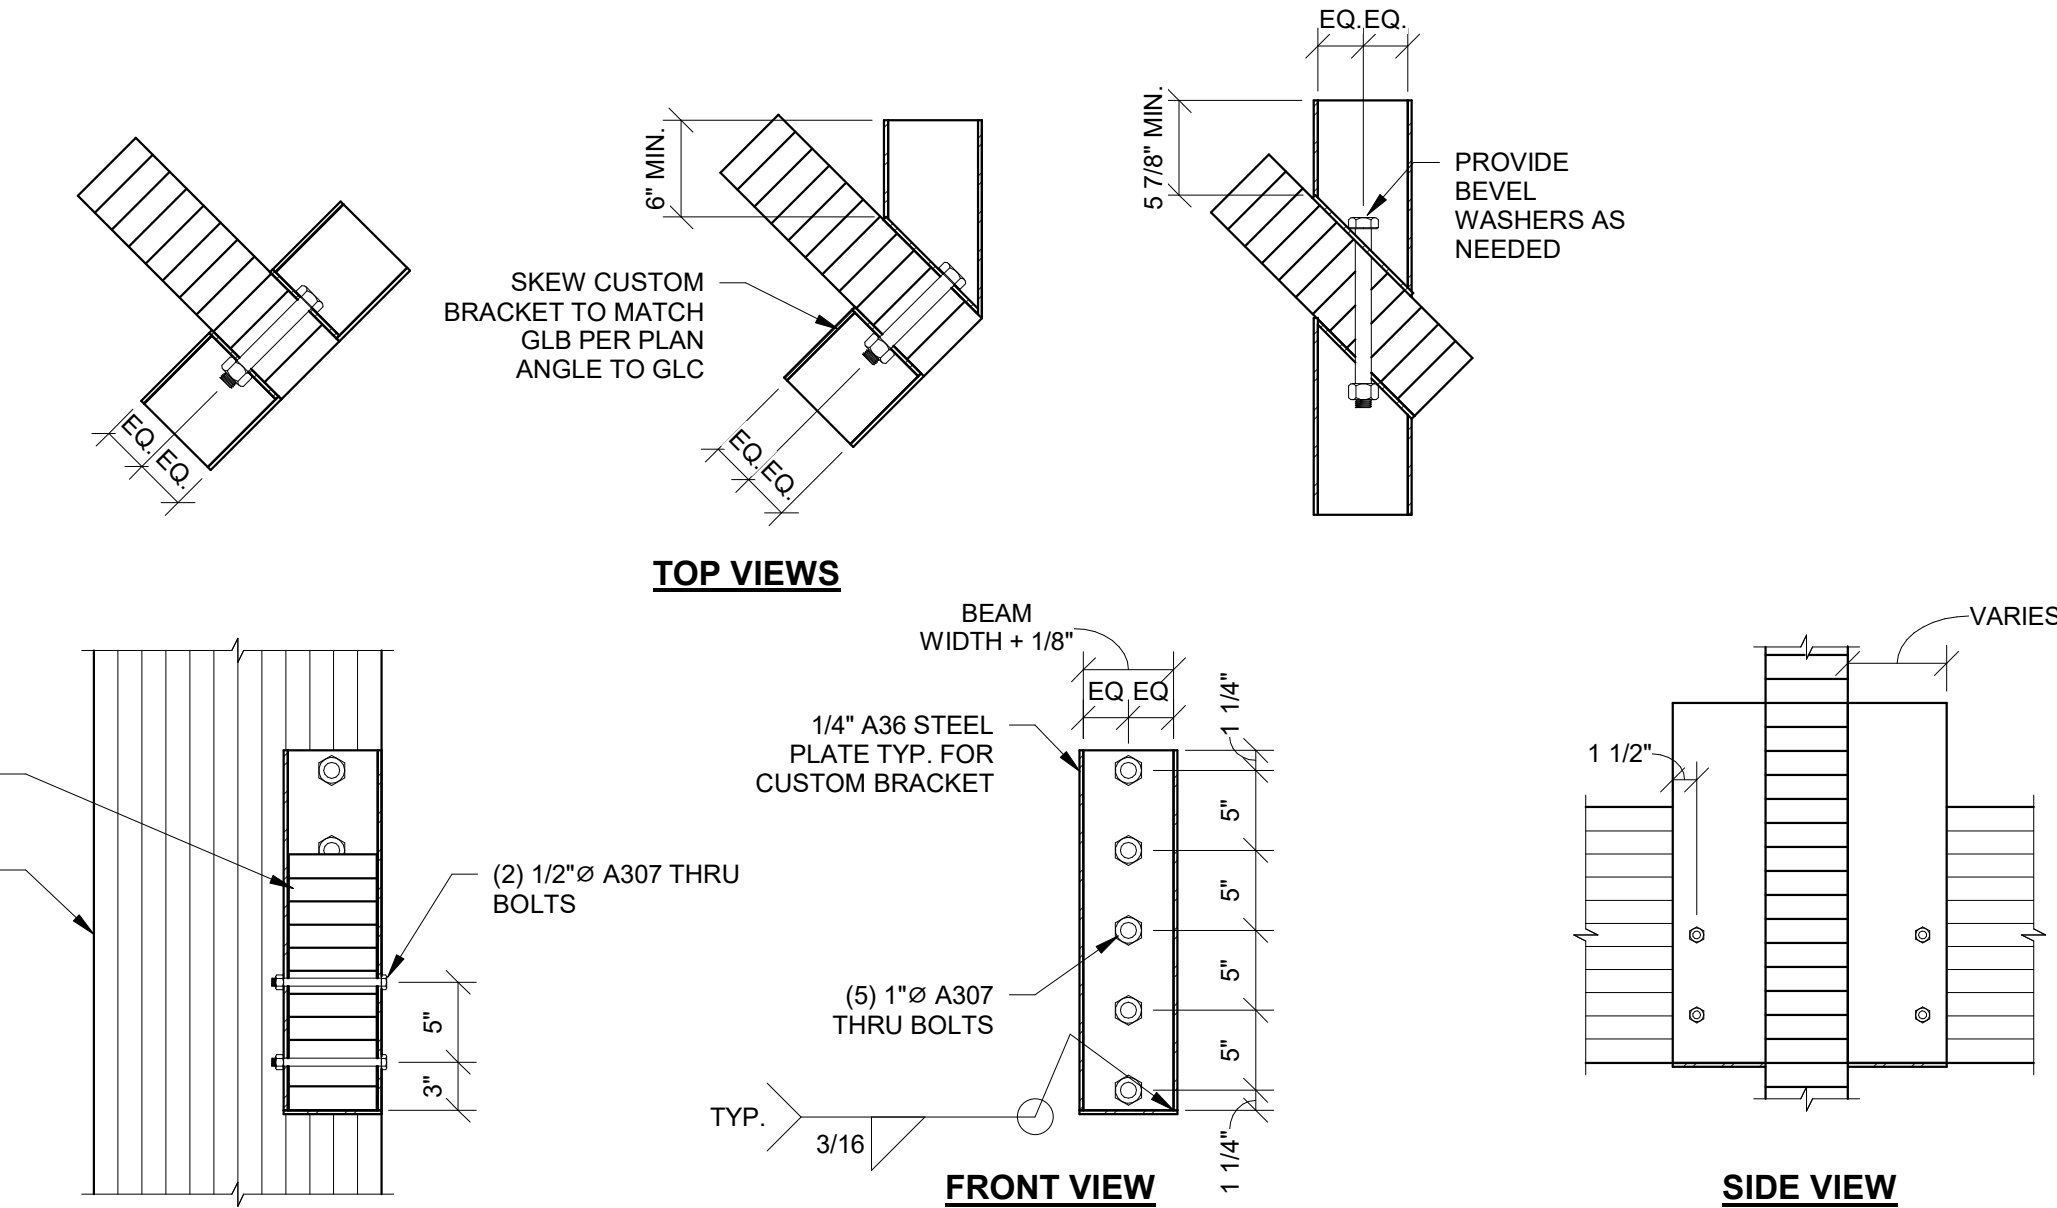 EQ. EQ.
5 7/8" MIN.
PROVIDE
BEVEL
WASHERS AS
NEEDED
6" MIN.
SKEW CUSTOM
BRACKET TO MATCH
GLB PER PLAN
ANGLE TO GLC
EQ. EQ.
EQ. EQ.
TOP VIEWS
BEAM
WIDTH + 1/8"
EQ EQ
1 1/4"
1/4" A36 STEEL
PLATE TYP. FOR
CUSTOM BRACKET
5"
5"
5"
5"
1 1/4"
(5) 1"Ø A307
THRU BOLTS
TYP.
3/16
FRONT VIEW
(2) 1/2"Ø A307 THRU
BOLTS
5"
3"
VARIES
1 1/2"
SIDE VIEW